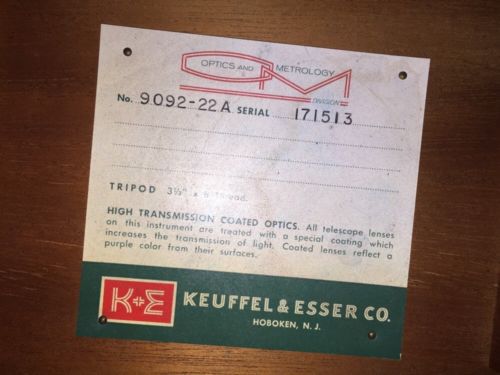 OPTICS AND METROLOGY
DIVISION
No. 9092-22A SERIAL 171513
TRIPOD 3½" x 8 Thread.
HIGH TRANSMISSION COATED OPTICS. All telescope lenses
on this instrument are treated with a special coating which
increases the transmission of light. Coated lenses reflect a
purple color from their surfaces.
K+E KEUFFEL & ESSER CO.
HOBOKEN, N. J.